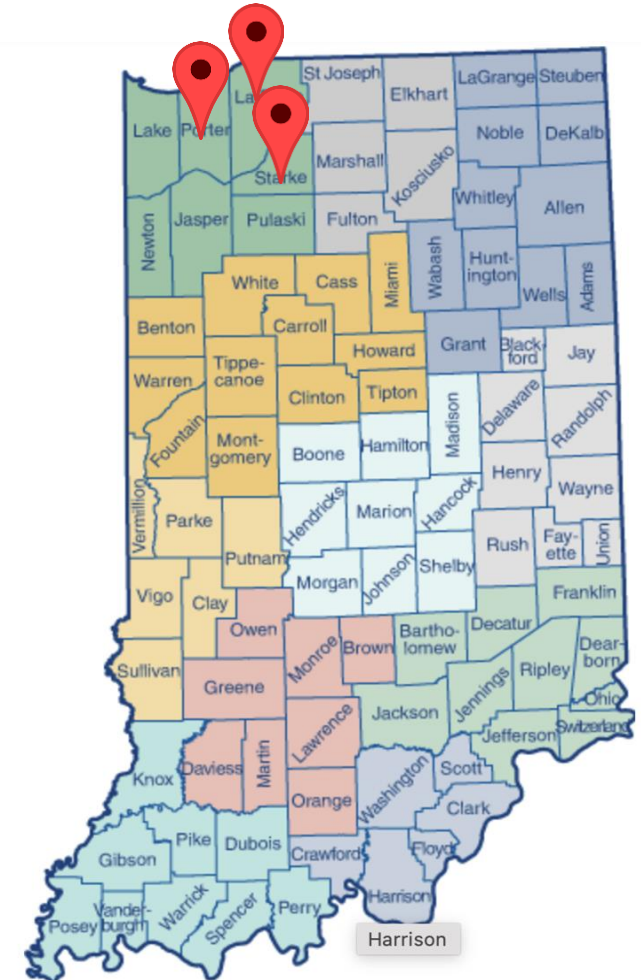 St Joseph
LaGrange
Steuben
Elkhart
La
Lake
Porter
Noble
DeKalb
Marshall
Kosciusko
Starke
Whitley
Allen
Newton
Jasper
Pulaski
Fulton
Wabash
Hunt-
ington
Wells
Adams
White
Cass
Miami
Benton
Carroll
Howard
Grant
Black-
ford
Jay
Warren
Tippe-
canoe
Clinton
Tipton
Madison
Delaware
Randolph
Fountain
Mont-
gomery
Boone
Hamilton
Henry
Wayne
Vermillion
Parke
Hendricks
Marion
Hancock
Putnam
Rush
Fay-
ette
Union
Morgan
Johnson
Shelby
Vigo
Clay
Franklin
Owen
Monroe
Brown
Bartho-
lomew
Decatur
Dear-
born
Sullivan
Greene
Jennings
Ripley
Ohio
Lawrence
Jackson
Jefferson
Switzerland
Knox
Daviess
Martin
Washington
Scott
Orange
Clark
Gibson
Pike
Dubois
Crawford
Floyd
Posey
Vander-
burgh
Warrick
Spencer
Perry
Harrison
Harrison